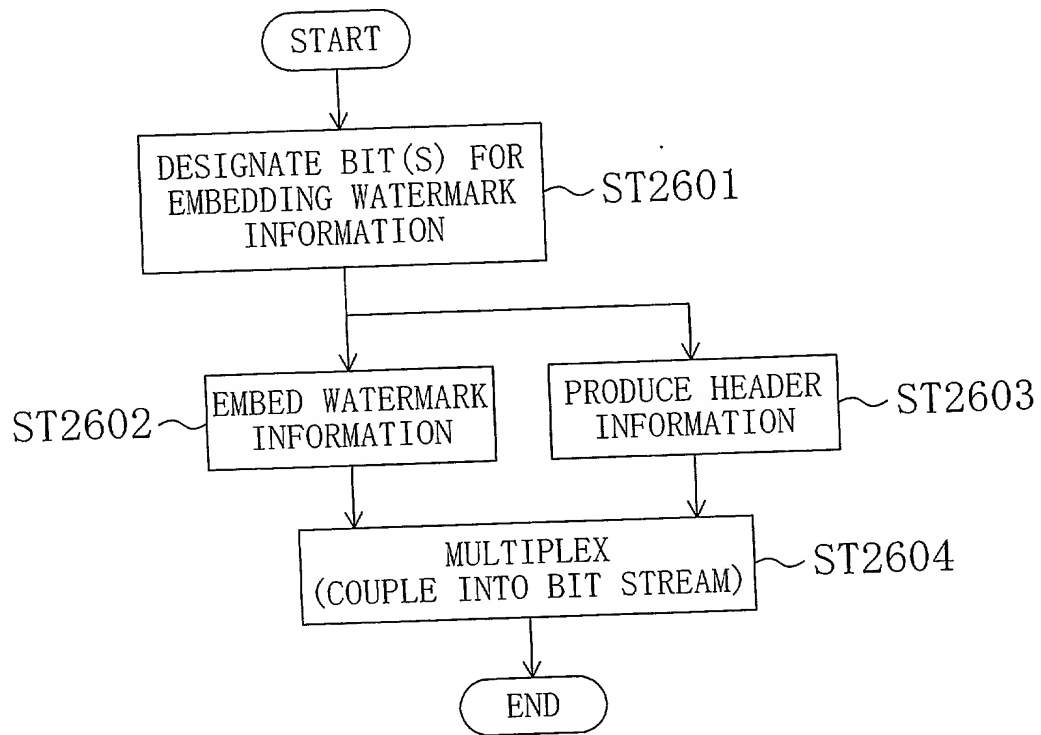 START
DESIGNATE BIT(S) FOR
EMBEDDING WATERMARK
INFORMATION
ST2601
EMBED WATERMARK
INFORMATION
ST2602
PRODUCE HEADER
INFORMATION
ST2603
MULTIPLEX
(COUPLE INTO BIT STREAM)
ST2604
END